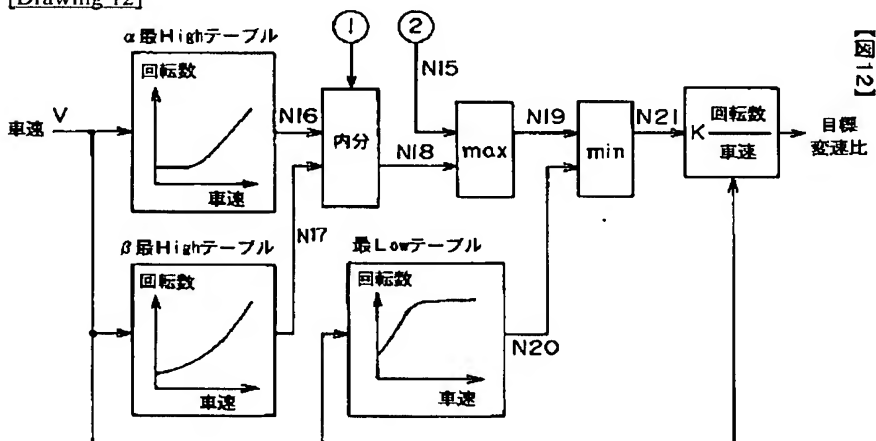 [Drawing 12]
【図12】
① ②
α最Highテーブル
回転数
車速
車速 V
N16
N15
内分
N18
max
N19
min
N21
K 回転数
車速
目標
変速比
N17
β最Highテーブル
回転数
車速
最Lowテーブル
回転数
車速
N20